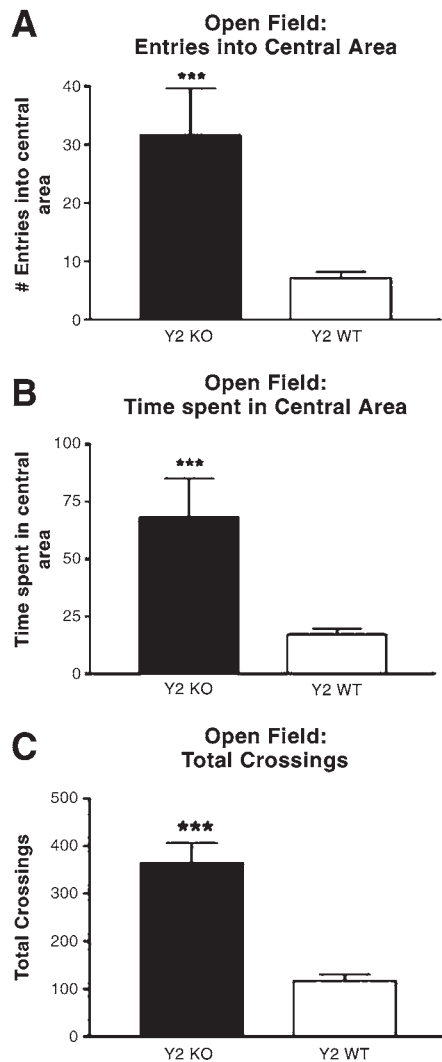 A
Open Field:
Entries into Central Area
# Entries into central
area
40
30
20
10
0
***
Y2 KO
Y2 WT
B
Open Field:
Time spent in Central Area
Time spent in central
area
100
75
50
25
0
***
Y2 KO
Y2 WT
C
Open Field:
Total Crossings
Total Crossings
500
400
300
200
100
0
***
Y2 KO
Y2 WT